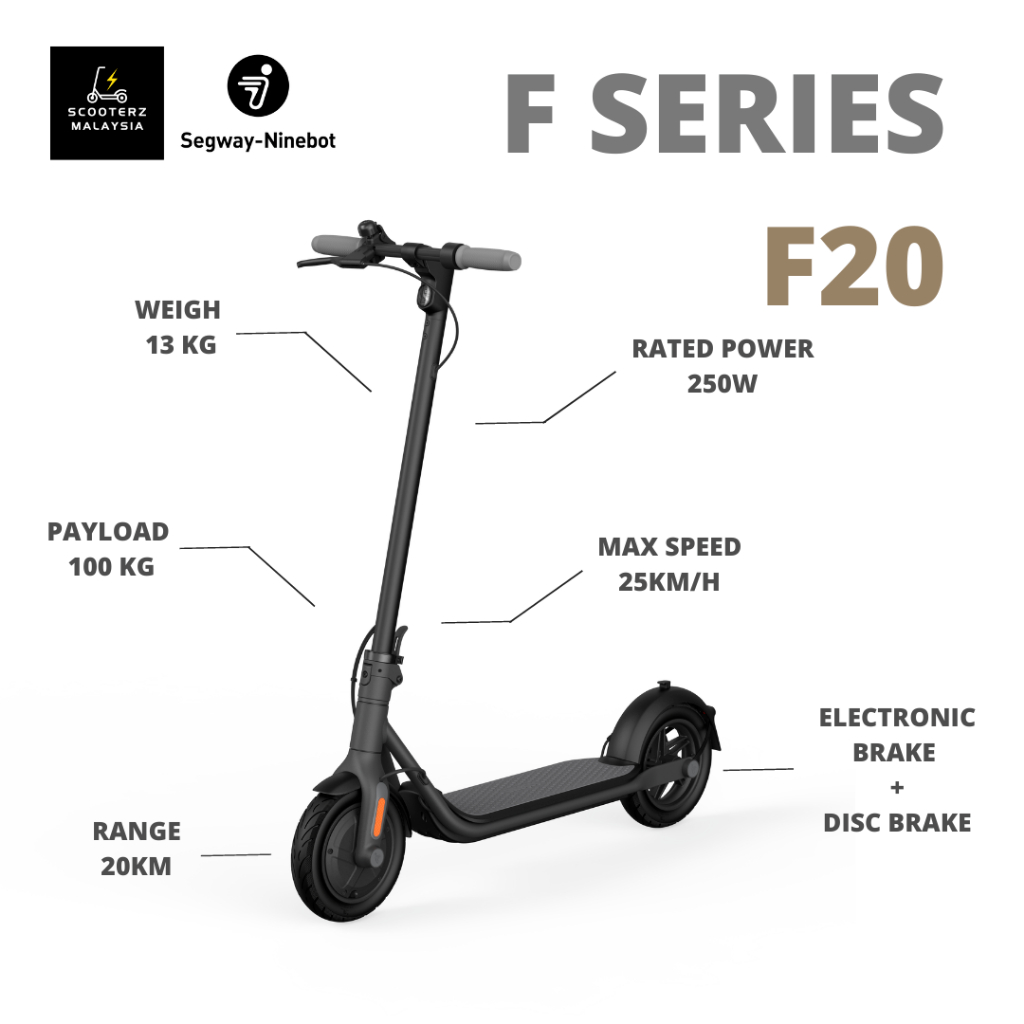 SCOOTERZ
MALAYSIA
Segway-Ninebot
F SERIES
F20
WEIGH
13 KG
RATED POWER
250W
PAYLOAD
100 KG
MAX SPEED
25KM/H
ELECTRONIC
BRAKE
+
DISC BRAKE
RANGE
20KM